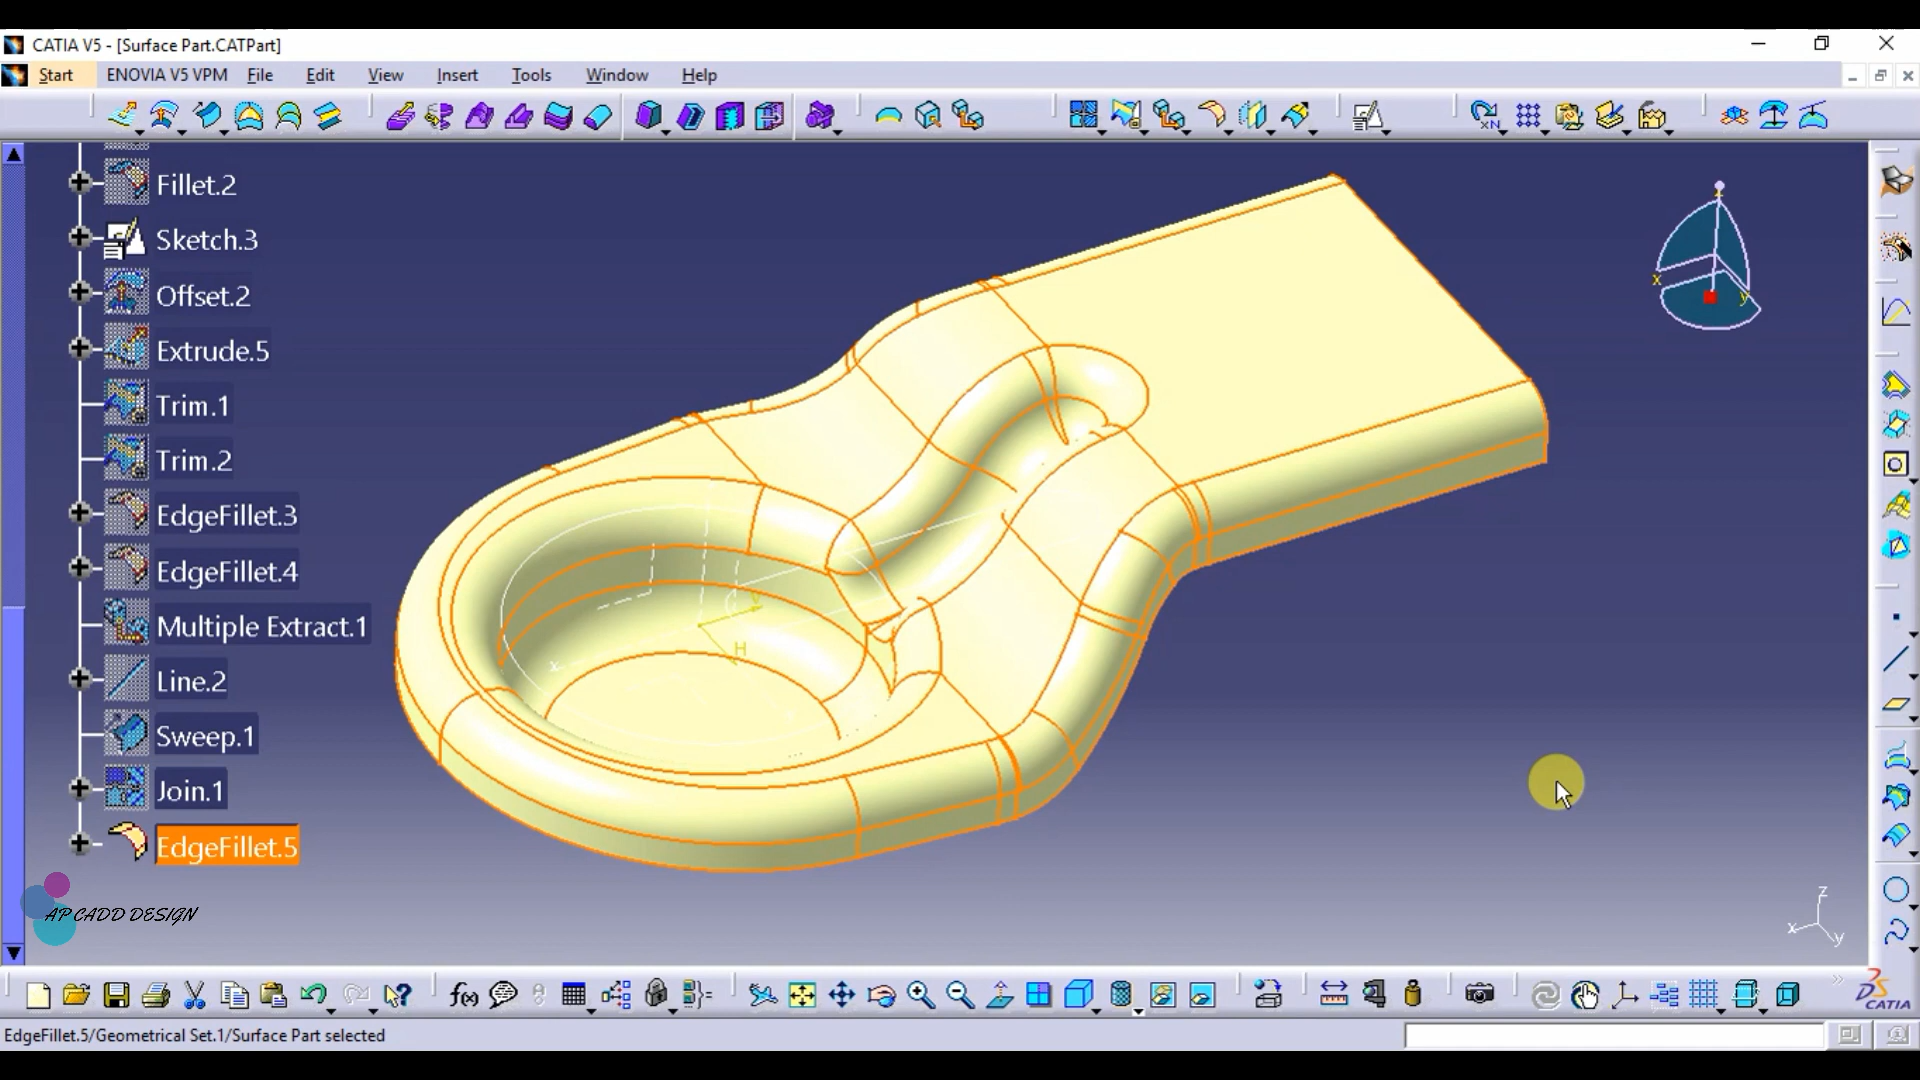 CATIA V5 - [Surface Part.CATPart]
Start ENOVIA V5 VPM File Edit View Insert Tools Window Help
Fillet.2
Sketch.3
Offset.2
Extrude.5
Trim.1
Trim.2
EdgeFillet.3
EdgeFillet.4
Multiple Extract.1
Line.2
Sweep.1
Join.1
EdgeFillet.5
AP CADD DESIGN
z
x
y
H
x
z
x
y
f(x)
CATIA
EdgeFillet.5/Geometrical Set.1/Surface Part selected